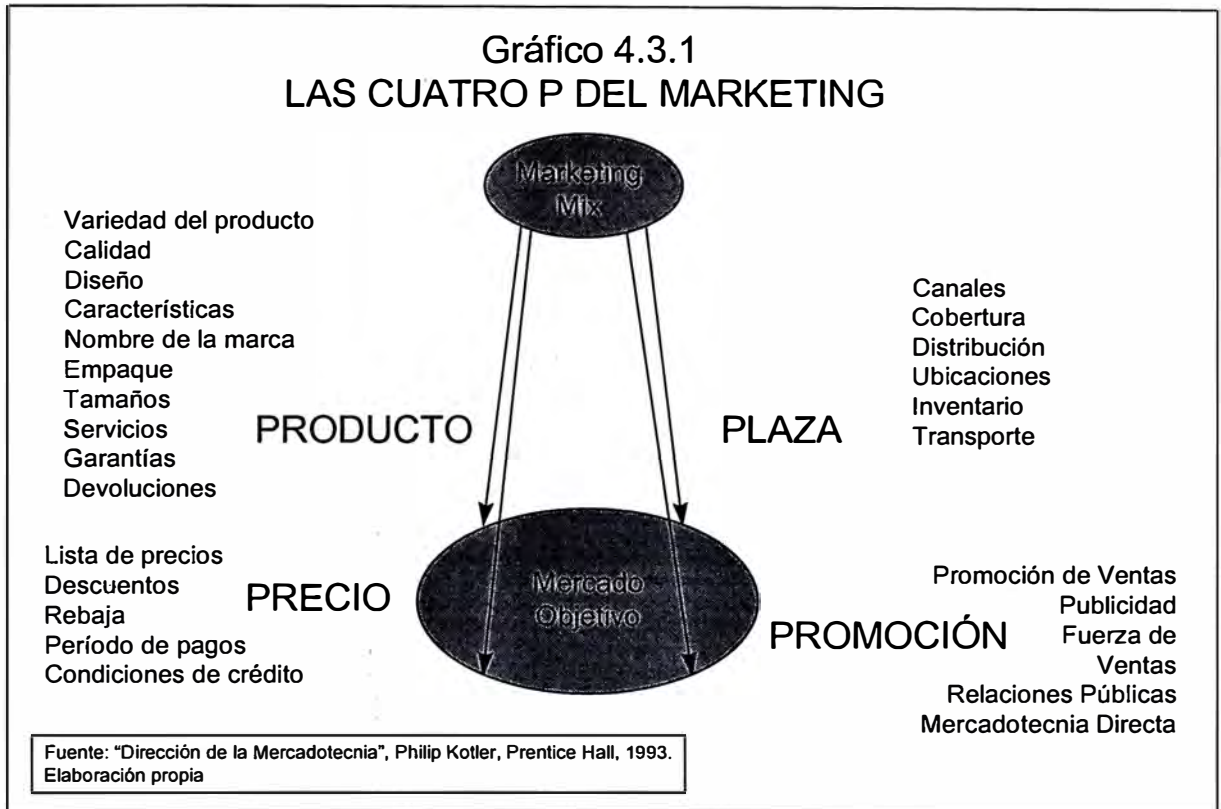 Gráfico 4.3.1
LAS CUATRO P DEL MARKETING
Marketing
Mix
Variedad del producto
Calidad
Diseño
Características
Nombre de la marca
Empaque
Tamaños
Servicios
Garantías
Devoluciones
PRODUCTO
PLAZA
Canales
Cobertura
Distribución
Ubicaciones
Inventario
Transporte
Lista de precios
Descuentos
Rebaja
Período de pagos
Condiciones de crédito
PRECIO
Mercado
Objetivo
PROMOCIÓN
Promoción de Ventas
Publicidad
Fuerza de
Ventas
Relaciones Públicas
Mercadotecnia Directa
Fuente: "Dirección de la Mercadotecnia", Philip Kotler, Prentice Hall, 1993.
Elaboración propia